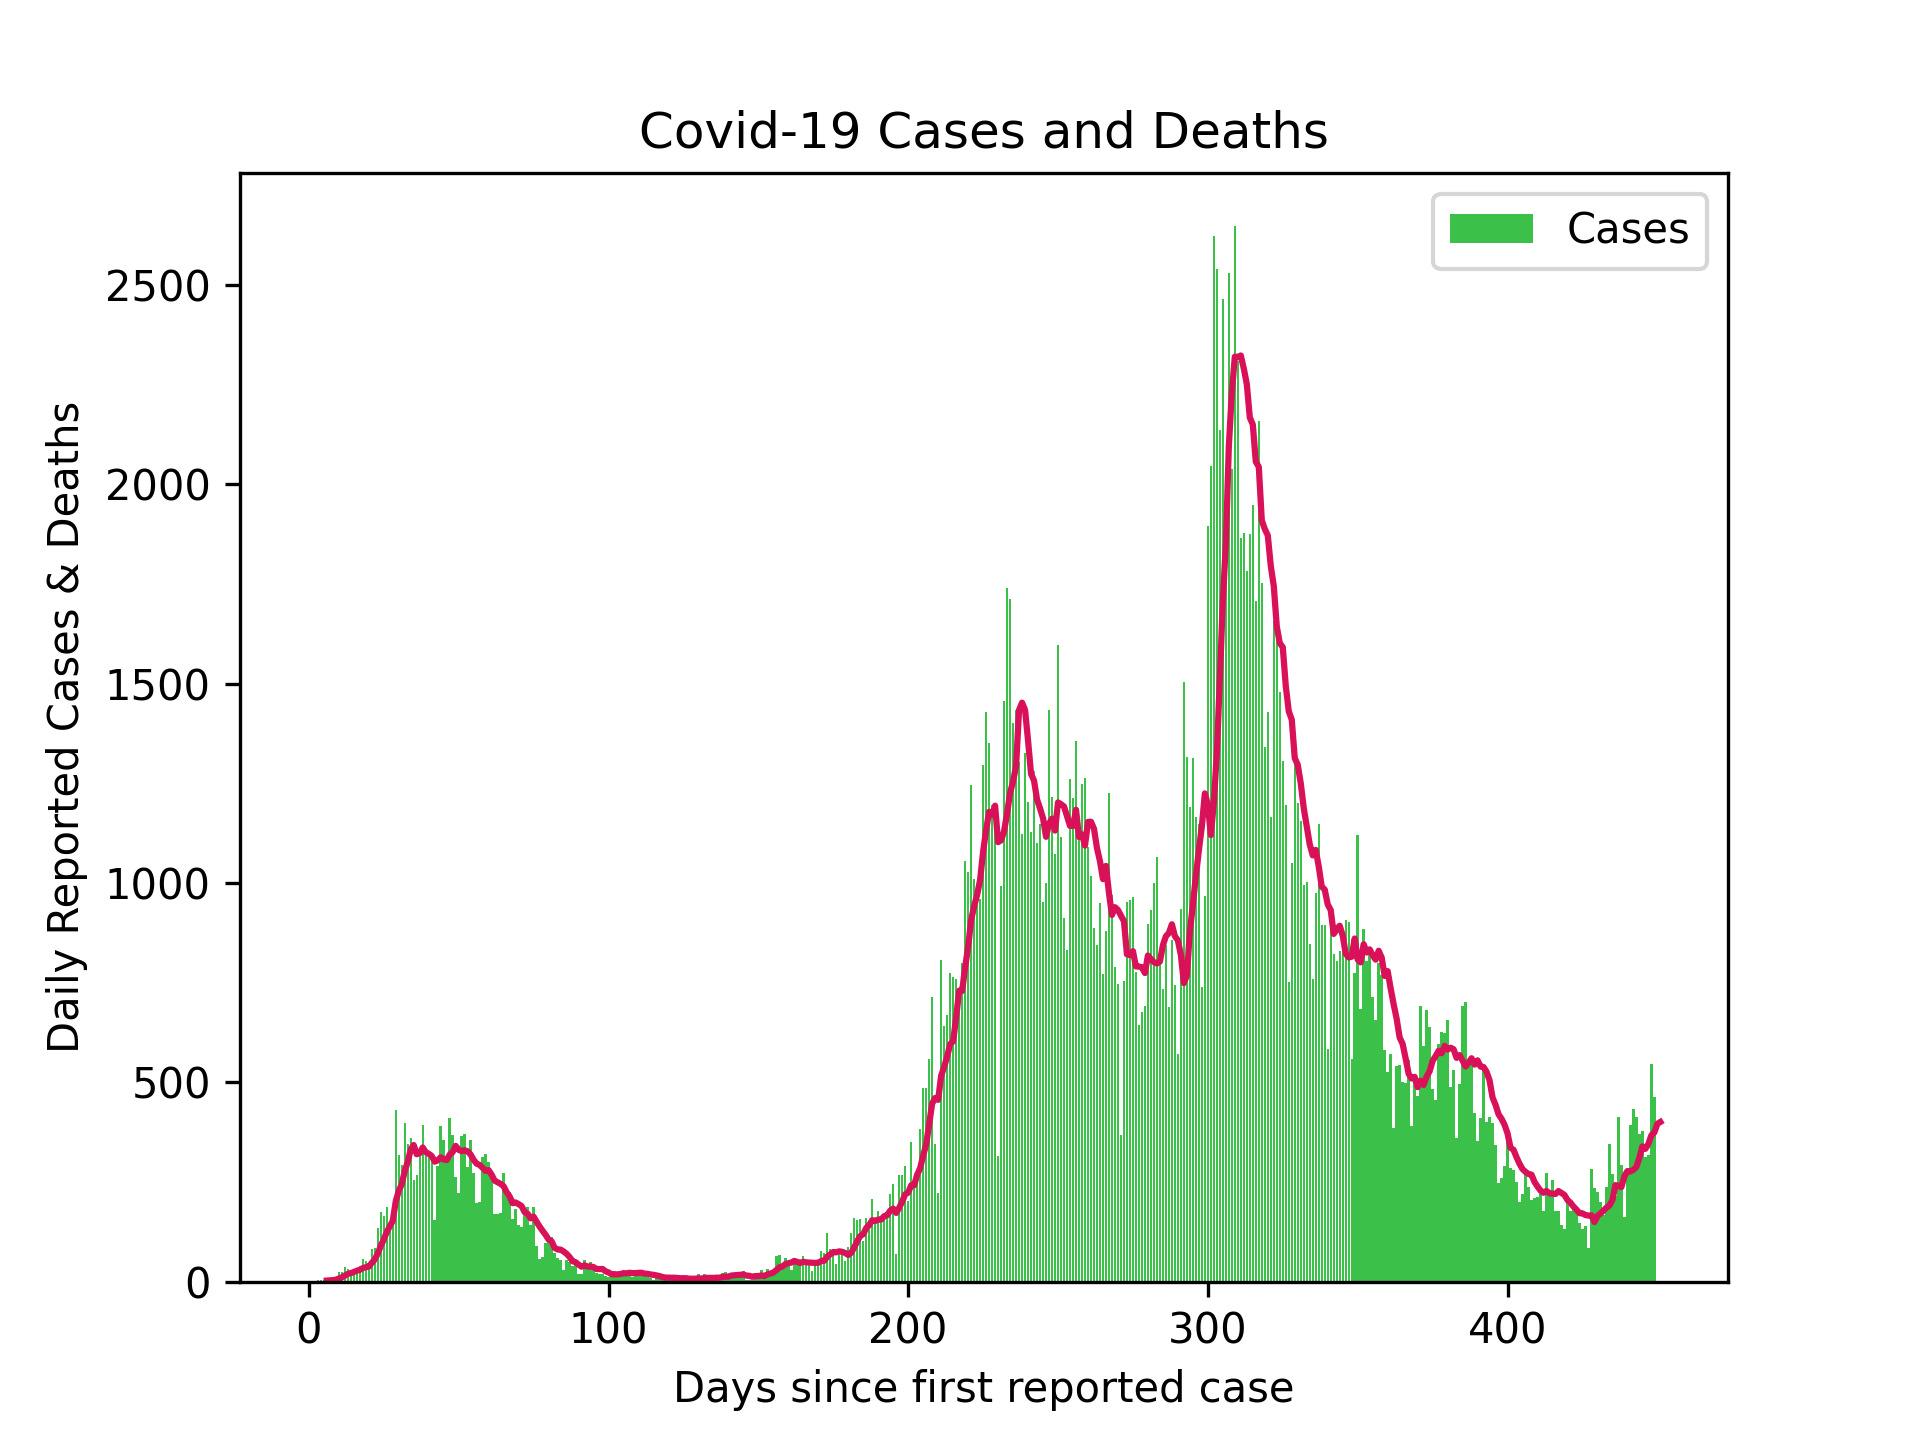 Covid-19 Cases and Deaths
Cases
Daily Reported Cases & Deaths
2500
2000
1500
1000
500
0
0 100 200 300 400
Days since first reported case